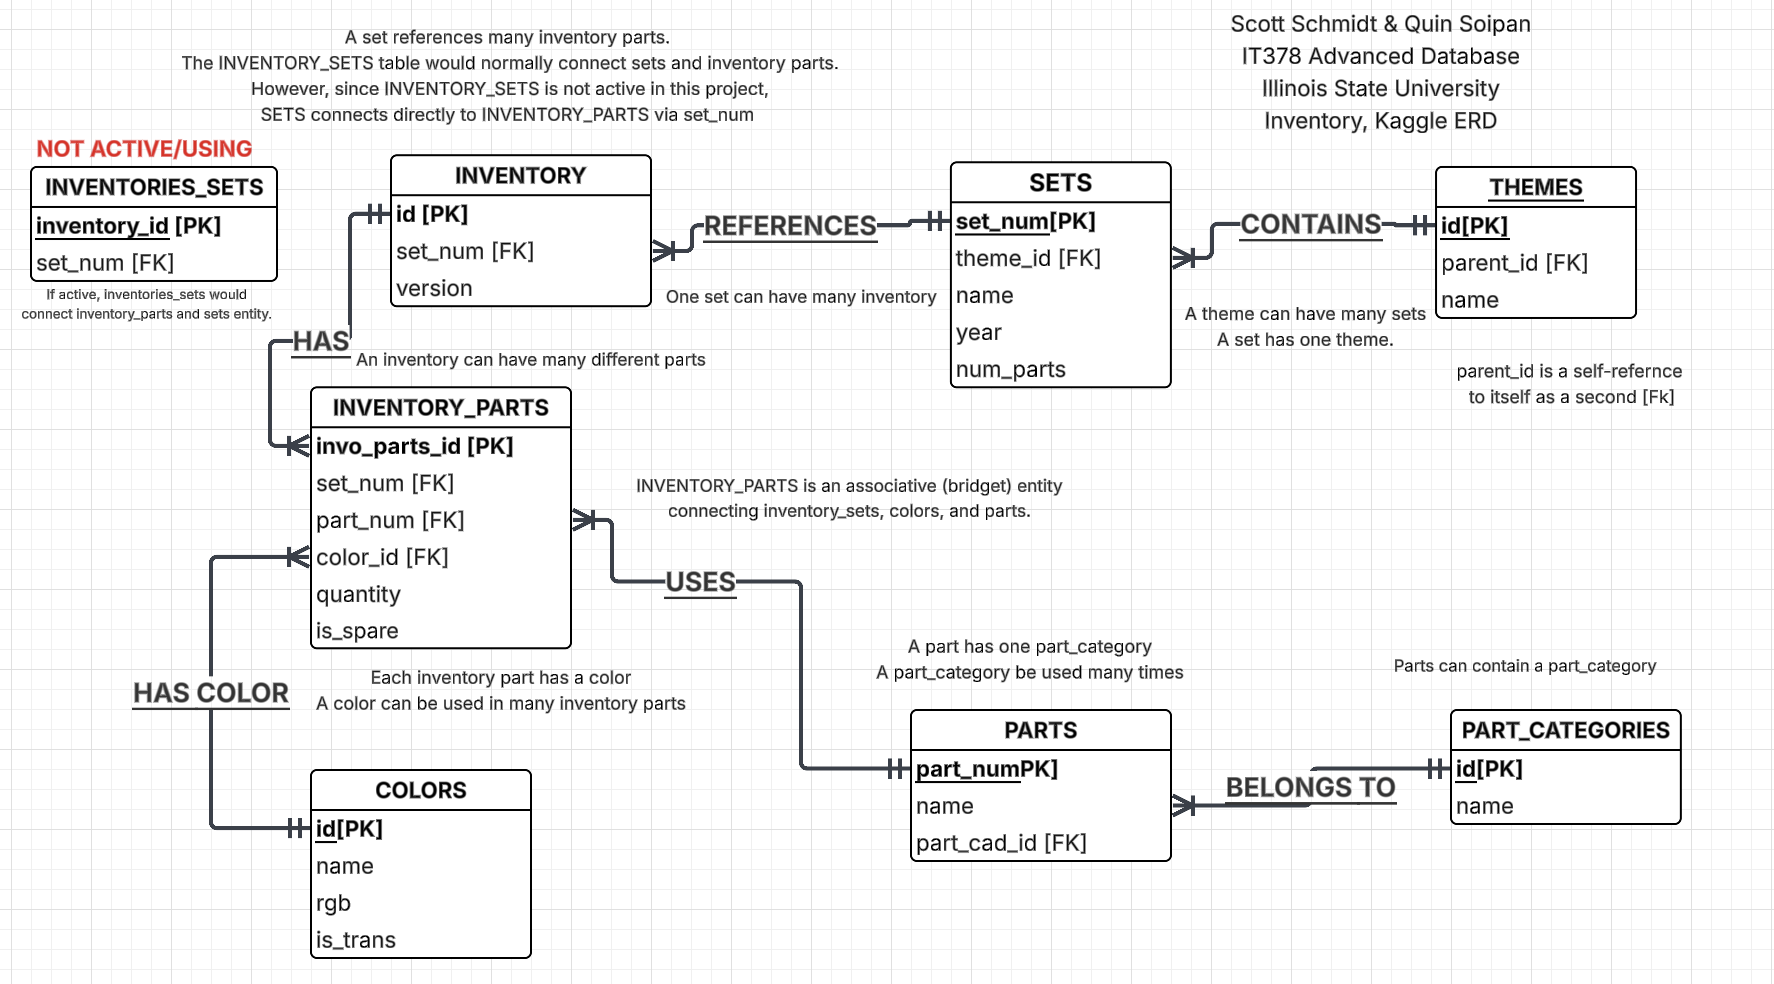 Scott Schmidt & Quin Soipan
IT378 Advanced Database
Illinois State University
Inventory, Kaggle ERD
A set references many inventory parts.
The INVENTORY_SETS table would normally connect sets and inventory parts.
However, since INVENTORY_SETS is not active in this project,
SETS connects directly to INVENTORY_PARTS via set_num
NOT ACTIVE/USING
INVENTORIES_SETS
inventory_id [PK]
set_num [FK]
If active, inventories_sets would
connect inventory_parts and sets entity.
INVENTORY
id [PK]
set_num [FK]
version
REFERENCES
One set can have many inventory
SETS
set_num[PK]
theme_id [FK]
name
year
num_parts
CONTAINS
A theme can have many sets
A set has one theme.
THEMES
id[PK]
parent_id [FK]
name
parent_id is a self-refernce
to itself as a second [Fk]
HAS
An inventory can have many different parts
INVENTORY_PARTS
invo_parts_id [PK]
set_num [FK]
part_num [FK]
color_id [FK]
quantity
is_spare
INVENTORY_PARTS is an associative (bridget) entity
connecting inventory_sets, colors, and parts.
USES
HAS COLOR
Each inventory part has a color
A color can be used in many inventory parts
A part has one part_category
A part_category be used many times
Parts can contain a part_category
PARTS
part_numPK]
name
part_cad_id [FK]
BELONGS TO
PART_CATEGORIES
id[PK]
name
COLORS
id[PK]
name
rgb
is_trans